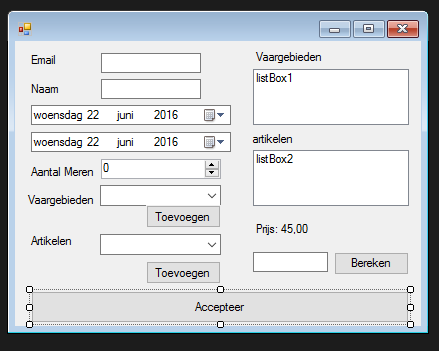 Email
Naam
woensdag 22 juni 2016
woensdag 22 juni 2016
Aantal Meren 0
Vaargebieden
Toevoegen
Artikelen
Toevoegen
Vaargebieden
listBox1
artikelen
listBox2
Prijs: 45,00
Bereken
Accepteer